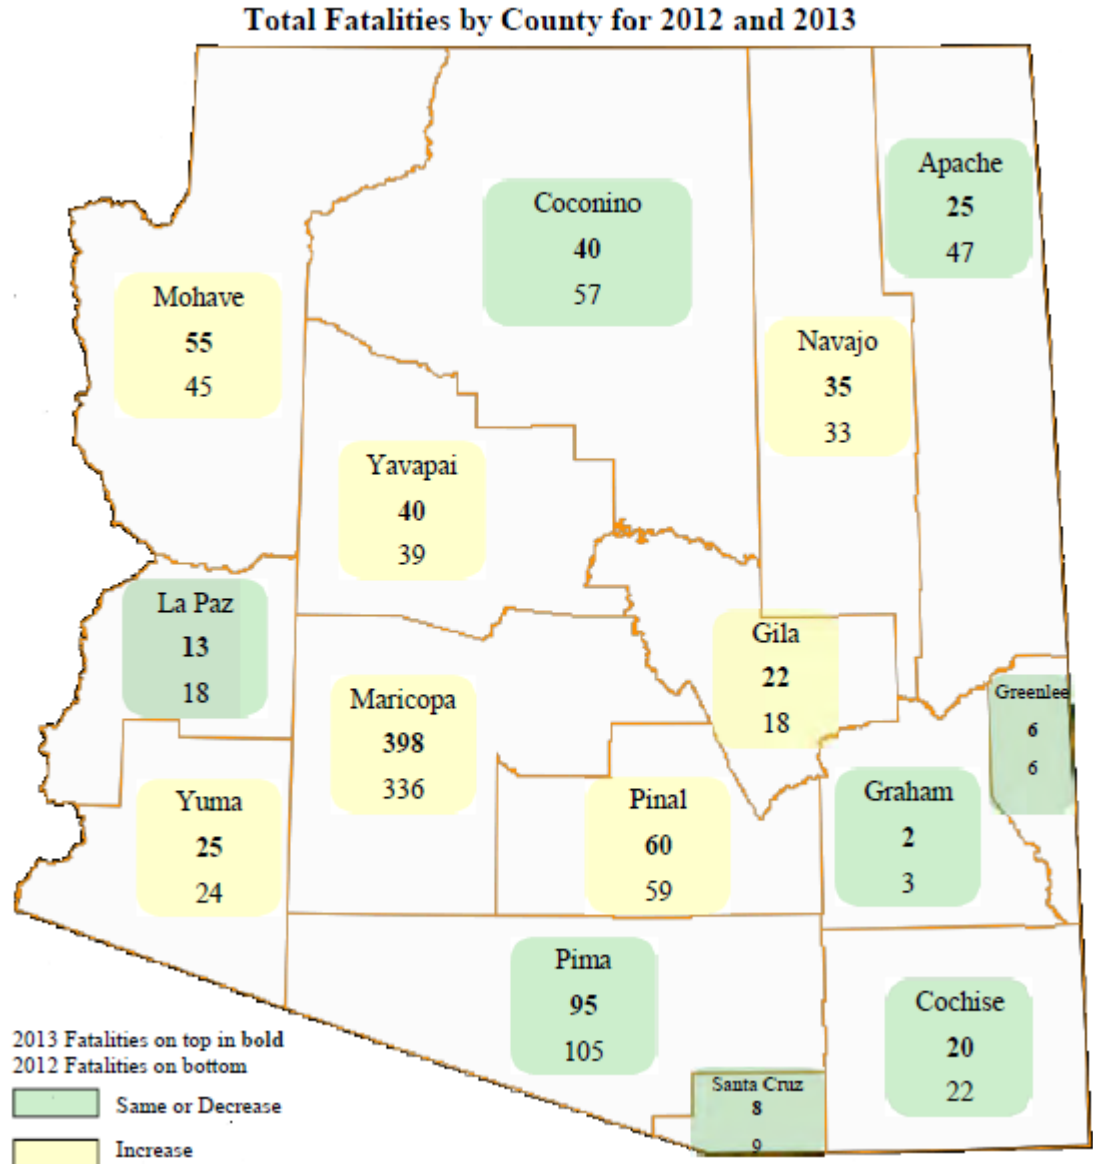 Total Fatalities by County for 2012 and 2013
Apache
25
47
Coconino
40
57
Mohave
55
45
Navajo
35
33
Yavapai
40
39
La Paz
13
18
Gila
22
18
Maricopa
398
336
Greenlee
6
6
Yuma
25
24
Pinal
60
59
Graham
2
3
Pima
95
105
Cochise
20
22
Santa Cruz
8
9
2013 Fatalities on top in bold
2012 Fatalities on bottom
Same or Decrease
Increase